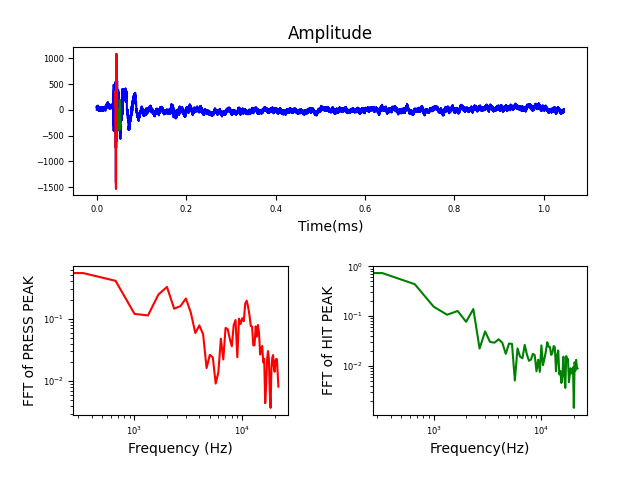 Amplitude
1000
500
0
−500
−1000
−1500
0.0 0.2 0.4 0.6 0.8 1.0
Time(ms)
FFT of PRESS PEAK
10⁻¹
10⁻²
10³ 10⁴
Frequency (Hz)
FFT of HIT PEAK
10⁰
10⁻¹
10⁻²
10³ 10⁴
Frequency(Hz)